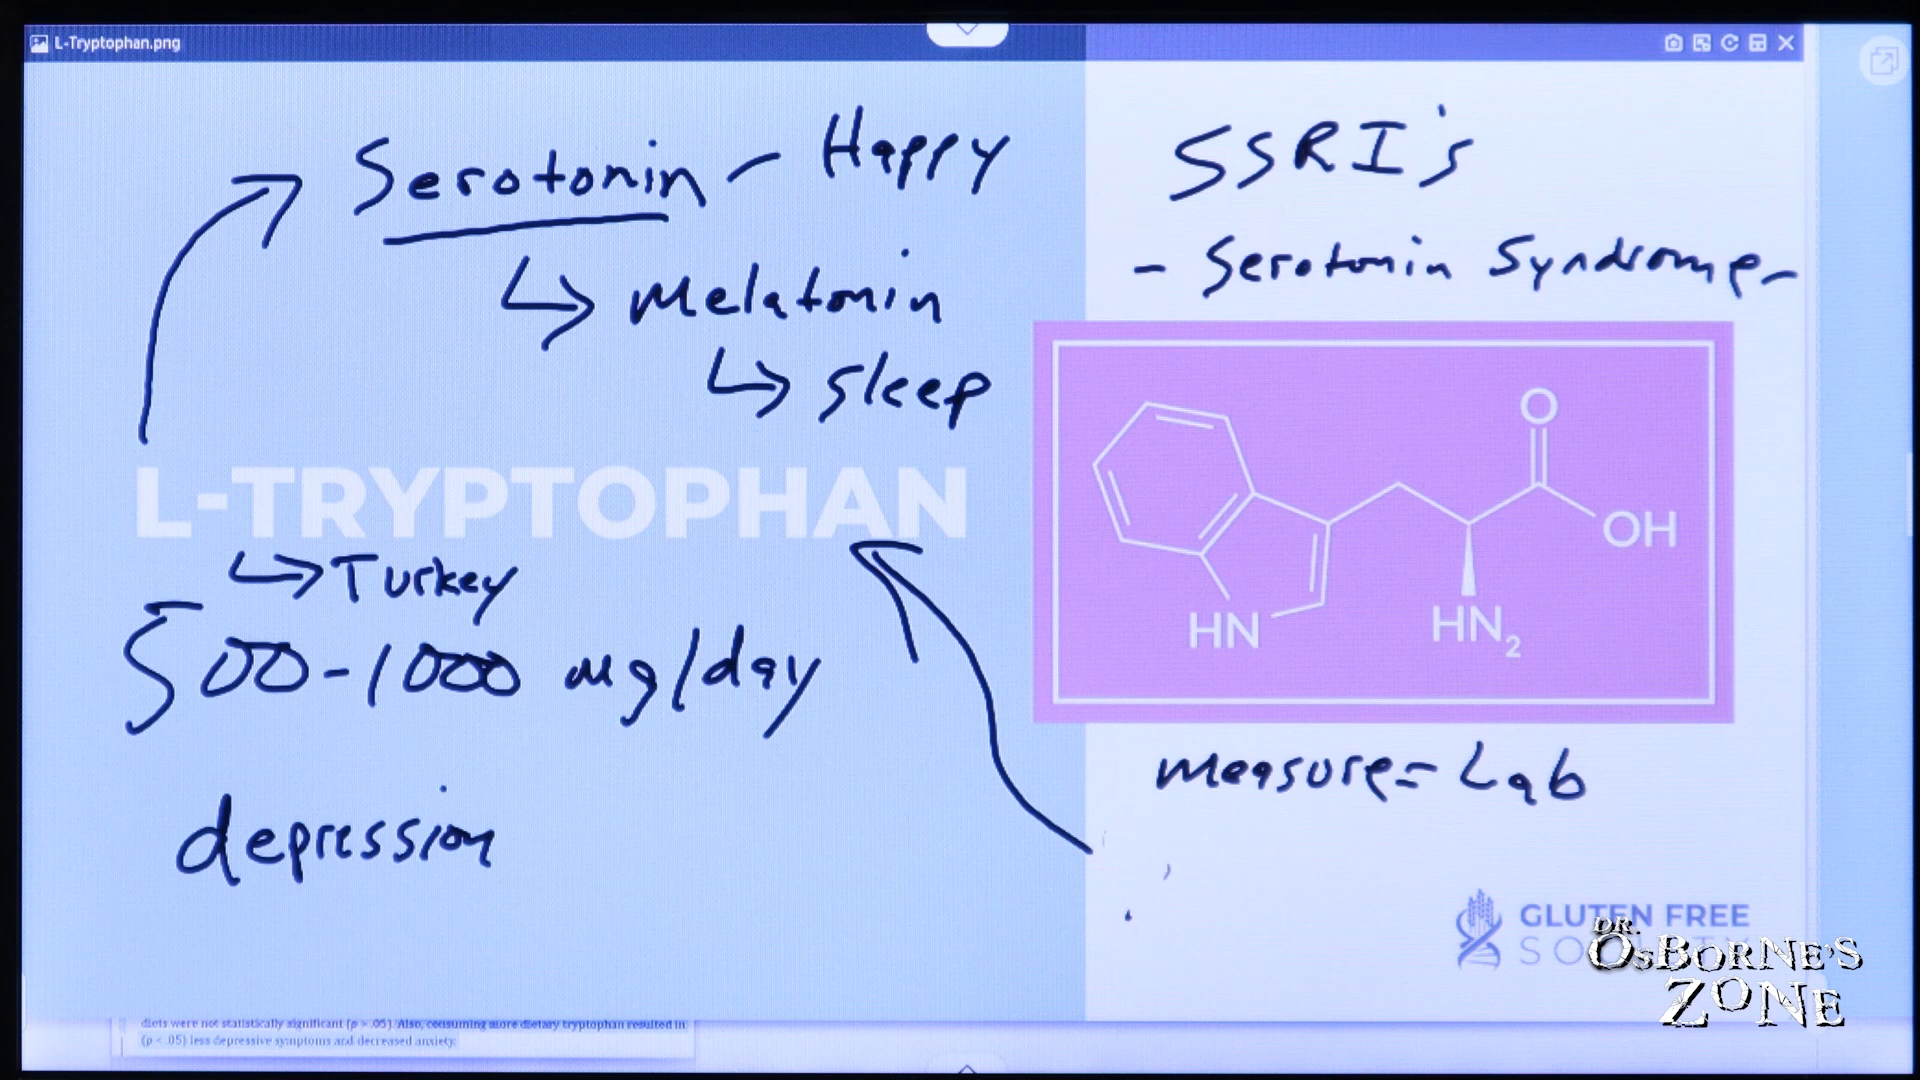 L-Tryptophan.png
Serotonin - Happy
↳ Melatonin
↳ Sleep
L-TRYPTOPHAN
↳ Turkey
500-1000 mg/day
depression
SSRI's
- Serotonin Syndrome -
O
OH
HN
HN2
measure = Lab
GLUTEN FREE
SO
DR.
OSBORNE'S
ZONE
diets were not statistically significant (p > .05). Also, consuming more dietary tryptophan resulted in
(p < .05) less depressive symptoms and decreased anxiety.